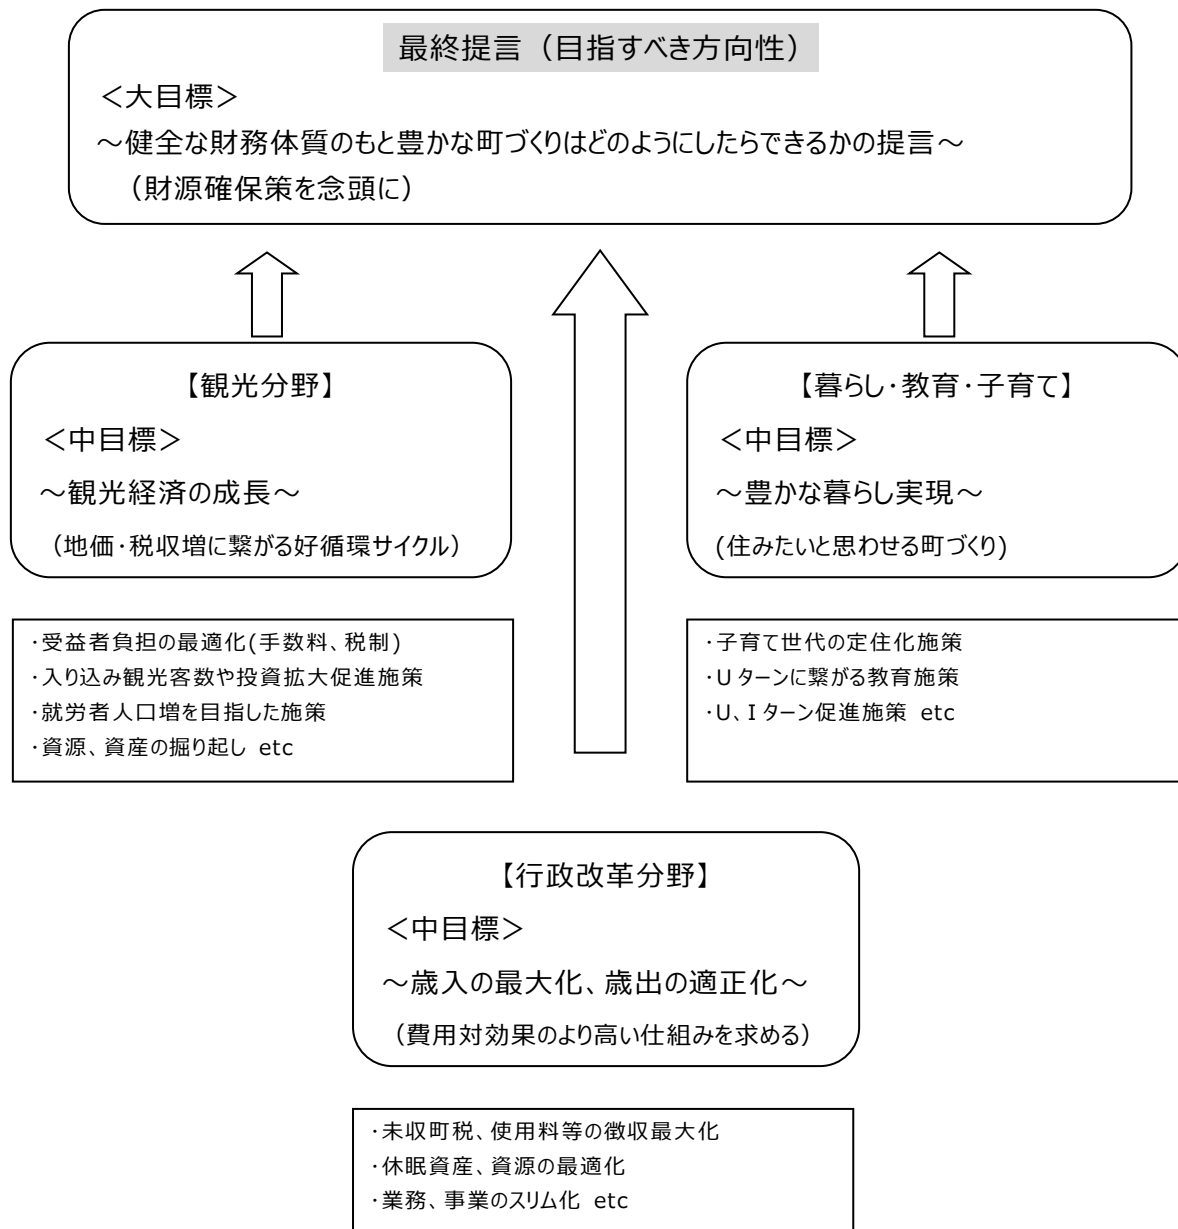 最終提言（目指すべき方向性）
＜大目標＞
～健全な財務体質のもと豊かな町づくりはどのようにしたらできるかの提言～
（財源確保策を念頭に）
【観光分野】
＜中目標＞
～観光経済の成長～
（地価・税収増に繋がる好循環サイクル）
・受益者負担の最適化(手数料、税制)
・入り込み観光客数や投資拡大促進施策
・就労者人口増を目指した施策
・資源、資産の掘り起し etc
【暮らし・教育・子育て】
＜中目標＞
～豊かな暮らし実現～
(住みたいと思わせる町づくり)
・子育て世代の定住化施策
・U ターンに繋がる教育施策
・U、I ターン促進施策 etc
【行政改革分野】
＜中目標＞
～歳入の最大化、歳出の適正化～
（費用対効果のより高い仕組みを求める）
・未収町税、使用料等の徴収最大化
・休眠資産、資源の最適化
・業務、事業のスリム化 etc